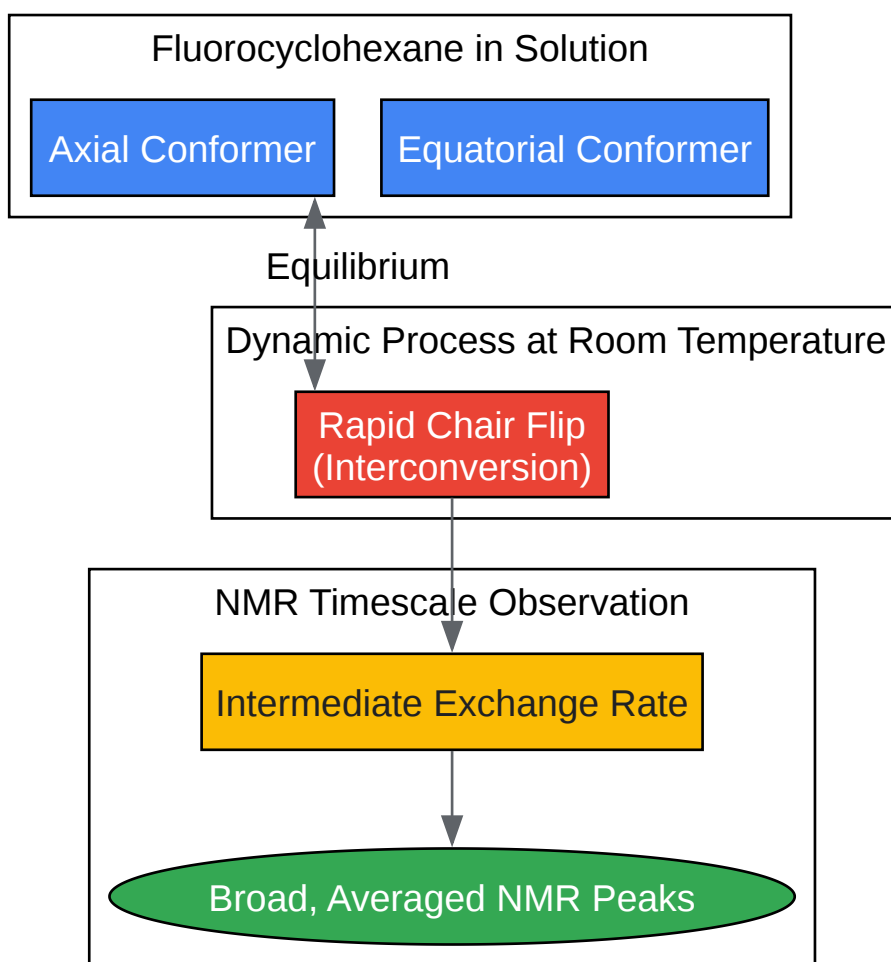 Fluorocyclohexane in Solution
Axial Conformer
Equatorial Conformer
Equilibrium
Dynamic Process at Room Temperature
Rapid Chair Flip
(Interconversion)
NMR Timescale Observation
Intermediate Exchange Rate
Broad, Averaged NMR Peaks